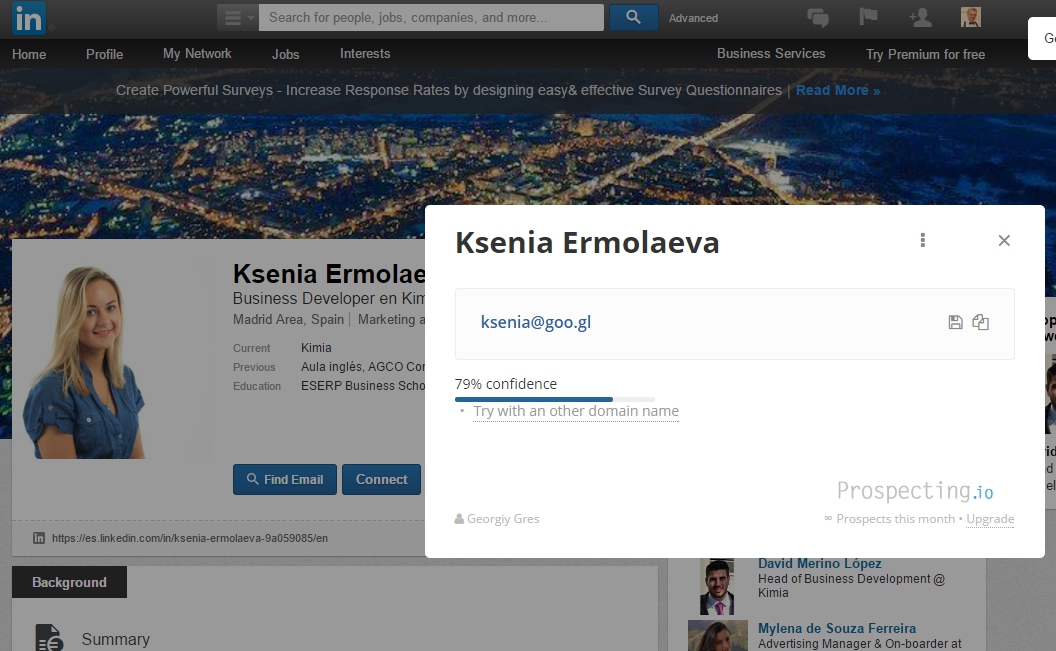 in
Search for people, jobs, companies, and more...
Advanced
Home
Profile
My Network
Jobs
Interests
Business Services
Try Premium for free
Create Powerful Surveys - Increase Response Rates by designing easy& effective Survey Questionnaires | Read More »
Ksenia Ermolae
Business Developer en Kim
Madrid Area, Spain | Marketing a
Current Kimia
Previous Aula inglés, AGCO Cor
Education ESERP Business Scho
Find Email
Connect
https://es.linkedin.com/in/ksenia-ermolaeva-9a059085/en
Background
Summary
Ksenia Ermolaeva
ksenia@goo.gl
79% confidence
• Try with an other domain name
Prospecting.io
Georgiy Gres
∞ Prospects this month • Upgrade
David Merino López
Head of Business Development @
Kimia
Mylena de Souza Ferreira
Advertising Manager & On-boarder at